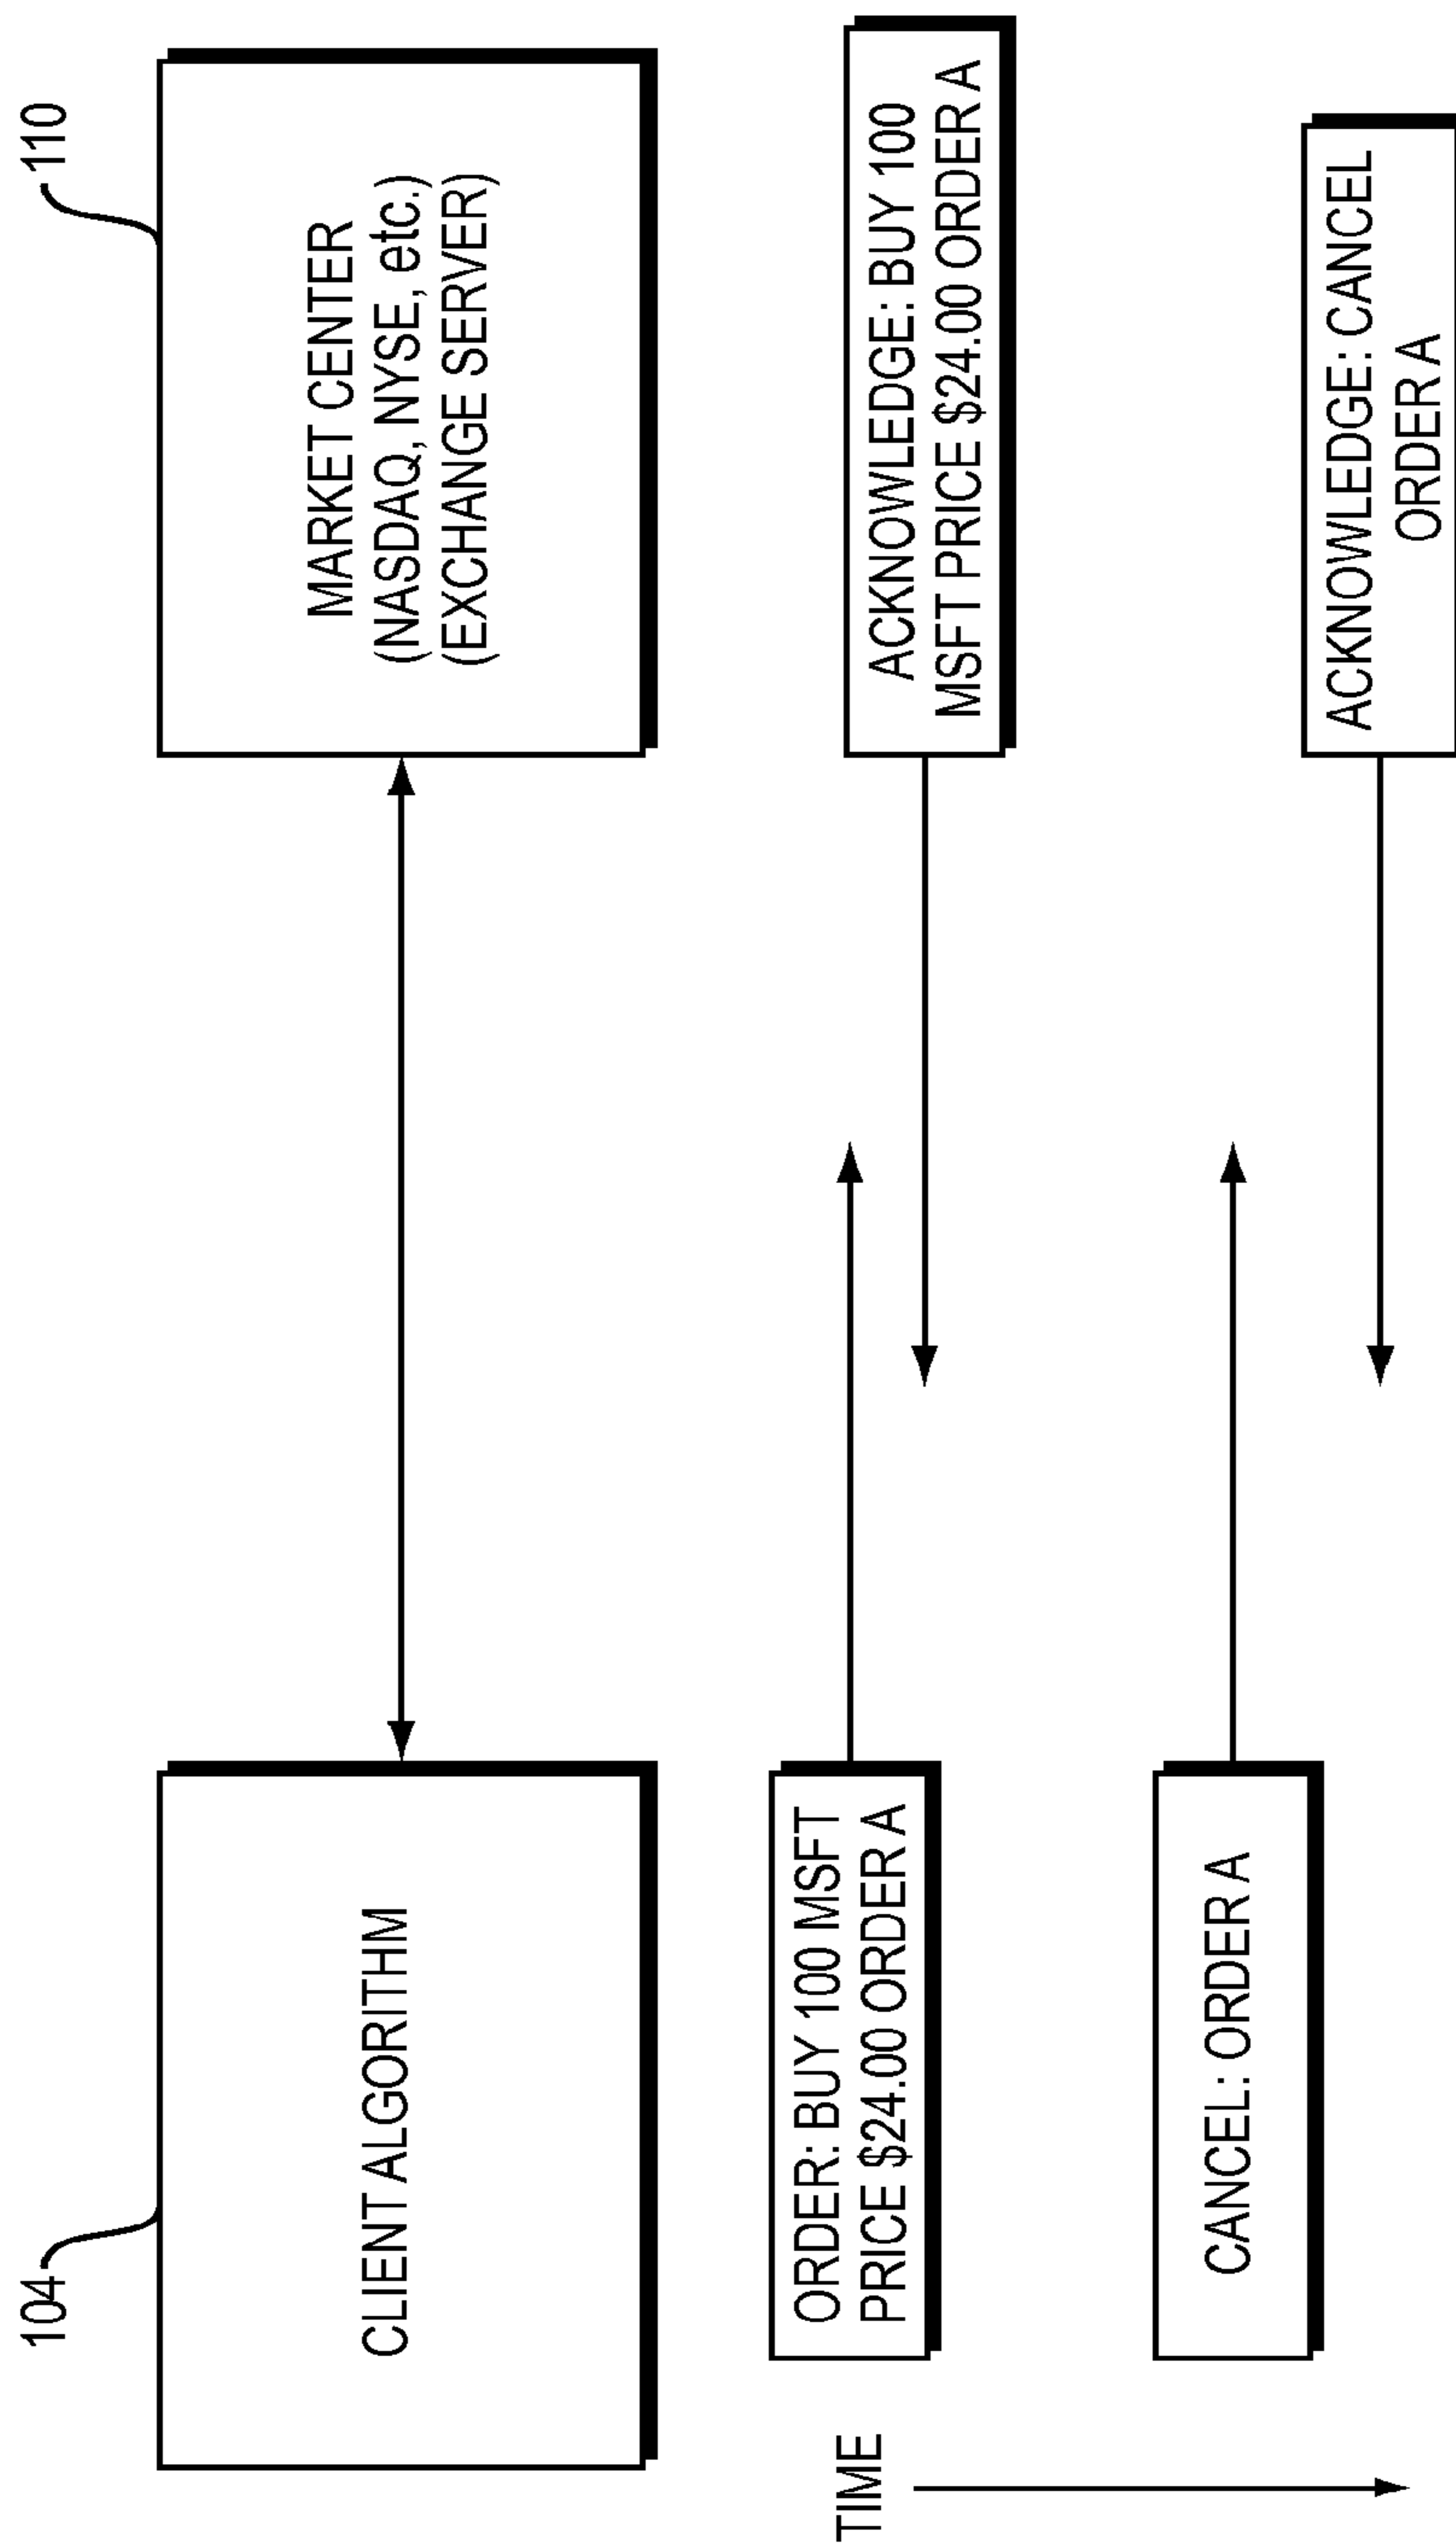 104
CLIENT ALGORITHM
110
MARKET CENTER
(NASDAQ, NYSE, etc.)
(EXCHANGE SERVER)
TIME
ORDER: BUY 100 MSFT
PRICE $24.00 ORDER A
ACKNOWLEDGE: BUY 100
MSFT PRICE $24.00 ORDER A
CANCEL: ORDER A
ACKNOWLEDGE: CANCEL
ORDER A